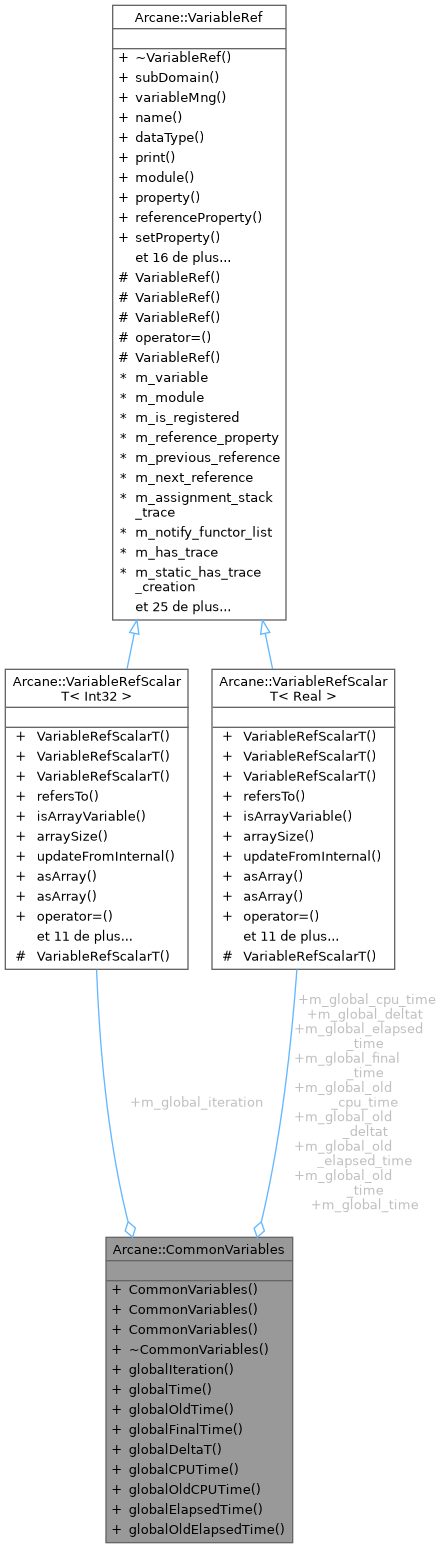 Arcane::VariableRef
+ ~VariableRef()
+ subDomain()
+ variableMng()
+ name()
+ dataType()
+ print()
+ module()
+ property()
+ referenceProperty()
+ setProperty()
et 16 de plus...
# VariableRef()
# VariableRef()
# VariableRef()
# operator=()
# VariableRef()
* m_variable
* m_module
* m_is_registered
* m_reference_property
* m_previous_reference
* m_next_reference
* m_assignment_stack
_trace
* m_notify_functor_list
* m_has_trace
* m_static_has_trace
_creation
et 25 de plus...
Arcane::VariableRefScalar
T< Int32 >
+ VariableRefScalarT()
+ VariableRefScalarT()
+ VariableRefScalarT()
+ refersTo()
+ isArrayVariable()
+ arraySize()
+ updateFromInternal()
+ asArray()
+ asArray()
+ operator=()
et 11 de plus...
# VariableRefScalarT()
Arcane::VariableRefScalar
T< Real >
+ VariableRefScalarT()
+ VariableRefScalarT()
+ VariableRefScalarT()
+ refersTo()
+ isArrayVariable()
+ arraySize()
+ updateFromInternal()
+ asArray()
+ asArray()
+ operator=()
et 11 de plus...
# VariableRefScalarT()
+m_global_iteration
+m_global_cpu_time
+m_global_deltat
+m_global_elapsed
_time
+m_global_final
_time
+m_global_old
_cpu_time
+m_global_old
_deltat
+m_global_old
_elapsed_time
+m_global_old
_time
+m_global_time
Arcane::CommonVariables
+ CommonVariables()
+ CommonVariables()
+ CommonVariables()
+ ~CommonVariables()
+ globalIteration()
+ globalTime()
+ globalOldTime()
+ globalFinalTime()
+ globalDeltaT()
+ globalCPUTime()
+ globalOldCPUTime()
+ globalElapsedTime()
+ globalOldElapsedTime()